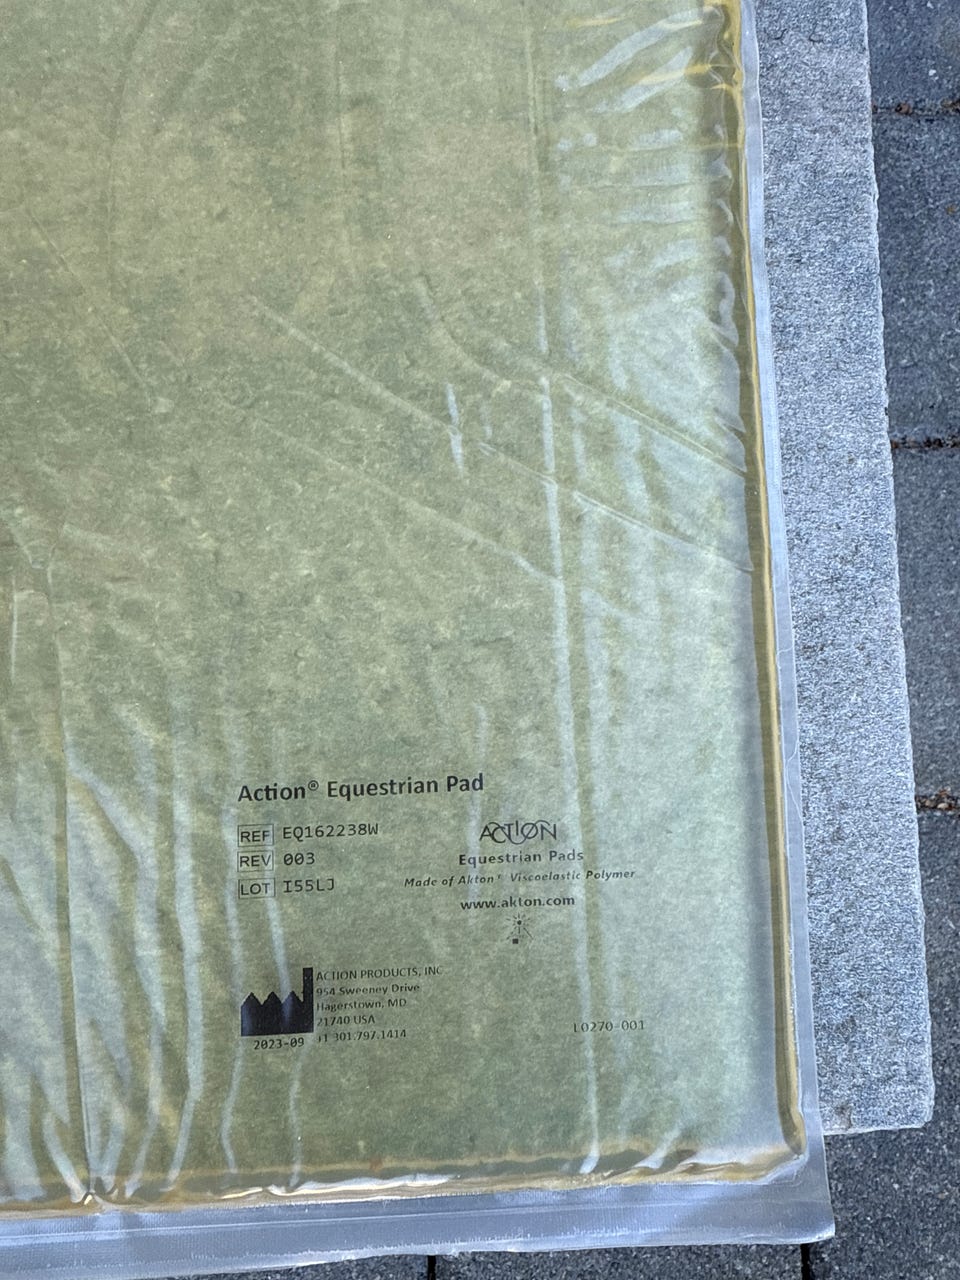 Action® Equestrian Pad
REF EQ162238W
REV 003
LOT I55LJ
ACTION
Equestrian Pads
Made of Akton® Viscoelastic Polymer
www.akton.com
ACTION PRODUCTS, INC
954 Sweeney Drive
Hagerstown, MD
21740 USA
+1 301.797.1414
2023-09
L0270-001